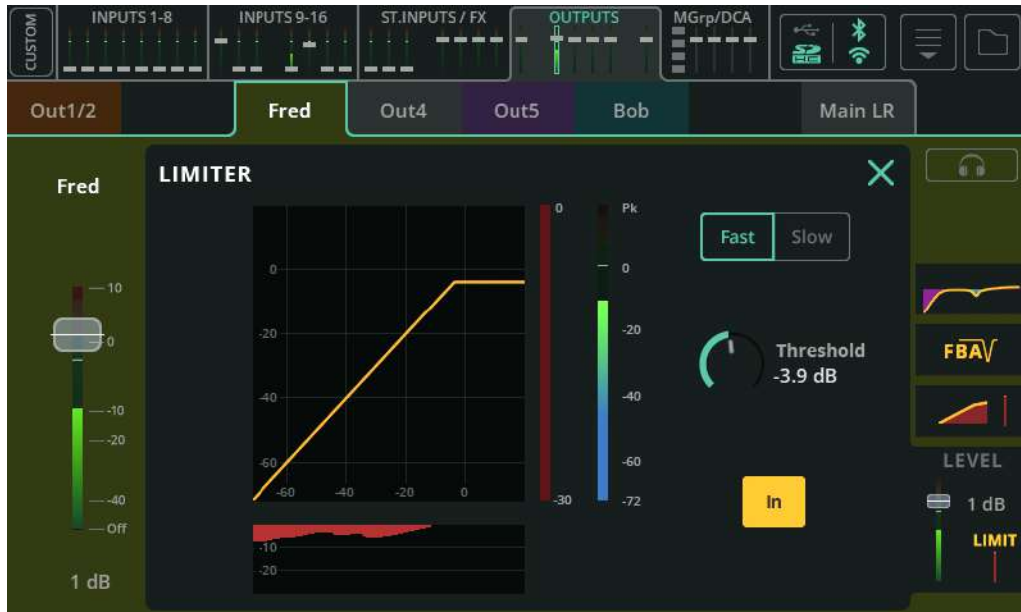 CUSTOM
INPUTS 1-8
INPUTS 9-16
ST.INPUTS / FX
OUTPUTS
MGrp/DCA
SD HC
Out1/2
Fred
Out4
Out5
Bob
Main LR
Fred
10
0
-10
-20
-40
Off
1 dB
LIMITER
0
-20
-40
-60
-60
-40
-20
0
-10
-20
0
-30
Pk
0
-20
-40
-60
-72
Fast
Slow
Threshold
-3.9 dB
In
FBA
LEVEL
1 dB
LIMIT